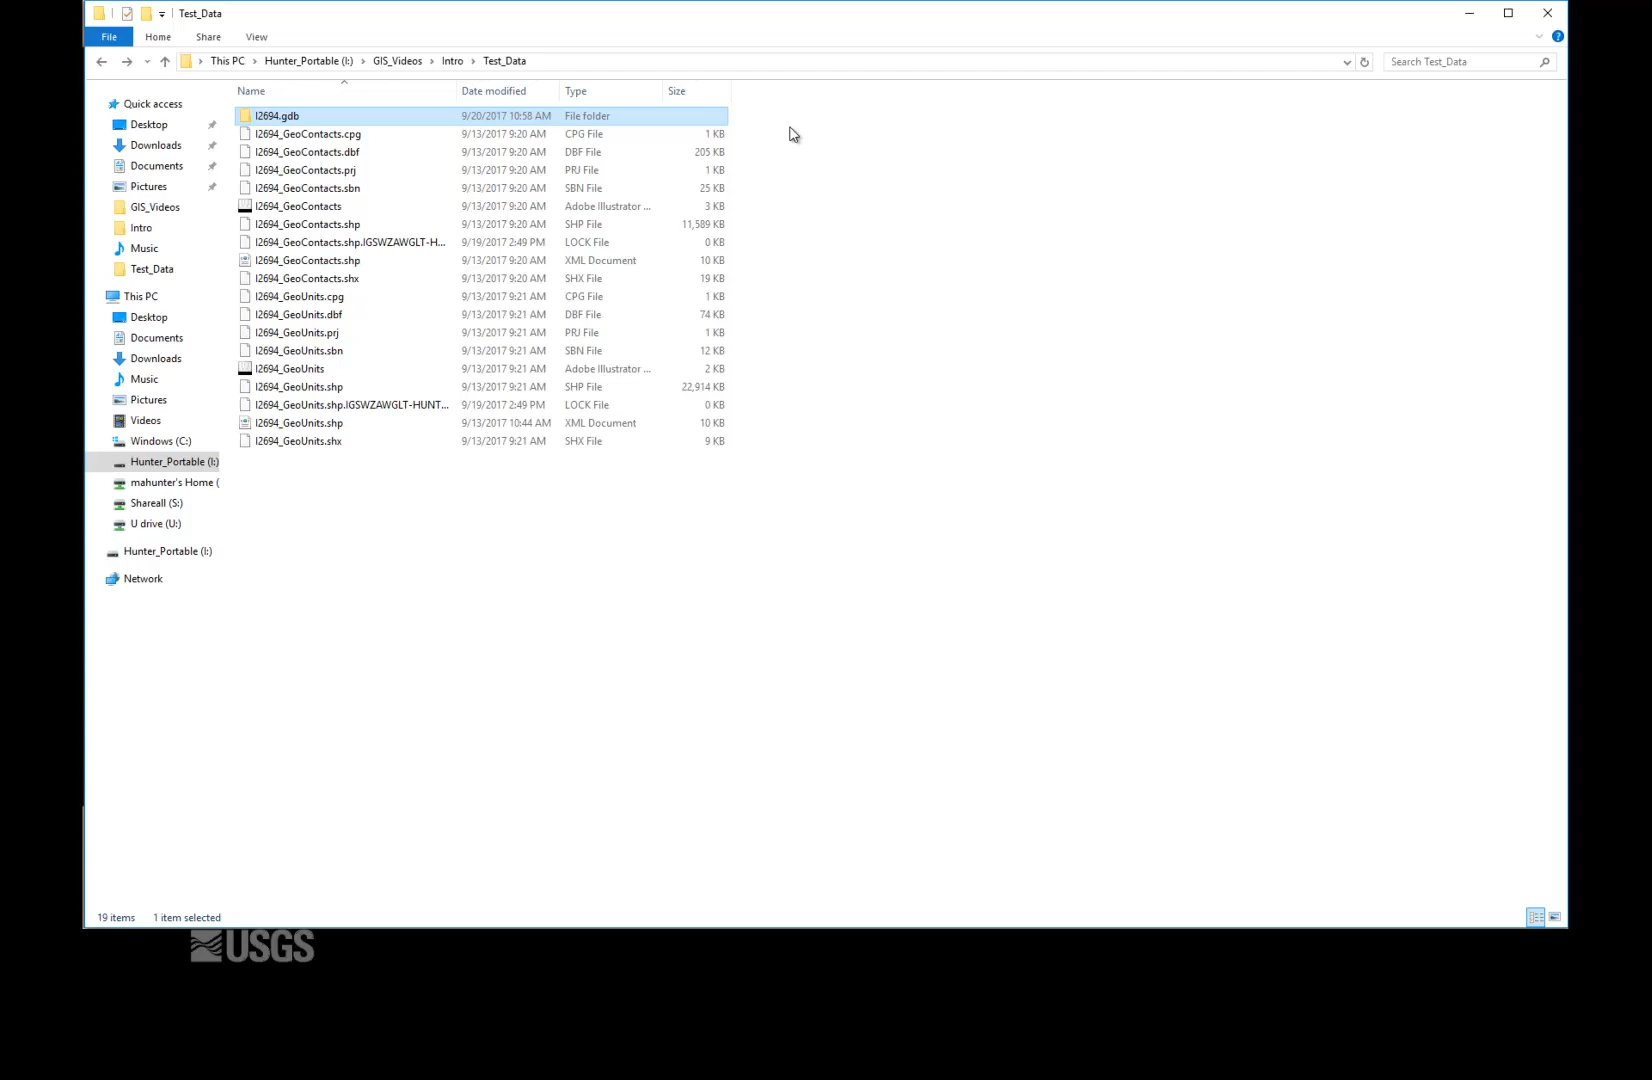 Test_Data
File Home Share View
This PC Hunter_Portable (I:) GIS_Videos Intro Test_Data
Search Test_Data
Name Date modified Type Size
I2694.gdb 9/20/2017 10:58 AM File folder
I2694_GeoContacts.cpg 9/13/2017 9:20 AM CPG File 1 KB
I2694_GeoContacts.dbf 9/13/2017 9:20 AM DBF File 205 KB
I2694_GeoContacts.prj 9/13/2017 9:20 AM PRJ File 1 KB
I2694_GeoContacts.sbn 9/13/2017 9:20 AM SBN File 25 KB
I2694_GeoContacts 9/13/2017 9:20 AM Adobe Illustrator ... 3 KB
I2694_GeoContacts.shp 9/13/2017 9:20 AM SHP File 11,589 KB
I2694_GeoContacts.shp.IGSWZAWGLT-H... 9/19/2017 2:49 PM LOCK File 0 KB
I2694_GeoContacts.shp 9/13/2017 9:20 AM XML Document 10 KB
I2694_GeoContacts.shx 9/13/2017 9:20 AM SHX File 19 KB
I2694_GeoUnits.cpg 9/13/2017 9:21 AM CPG File 1 KB
I2694_GeoUnits.dbf 9/13/2017 9:21 AM DBF File 74 KB
I2694_GeoUnits.prj 9/13/2017 9:21 AM PRJ File 1 KB
I2694_GeoUnits.sbn 9/13/2017 9:21 AM SBN File 12 KB
I2694_GeoUnits 9/13/2017 9:21 AM Adobe Illustrator ... 2 KB
I2694_GeoUnits.shp 9/13/2017 9:21 AM SHP File 22,914 KB
I2694_GeoUnits.shp.IGSWZAWGLT-HUNT... 9/19/2017 2:49 PM LOCK File 0 KB
I2694_GeoUnits.shp 9/13/2017 10:44 AM XML Document 10 KB
I2694_GeoUnits.shx 9/13/2017 9:21 AM SHX File 9 KB
Quick access
Desktop
Downloads
Documents
Pictures
GIS_Videos
Intro
Music
Test_Data
This PC
Desktop
Documents
Downloads
Music
Pictures
Videos
Windows (C:)
Hunter_Portable (I:)
mahunter's Home (
Shareall (S:)
U drive (U:)
Hunter_Portable (I:)
Network
19 items 1 item selected
USGS